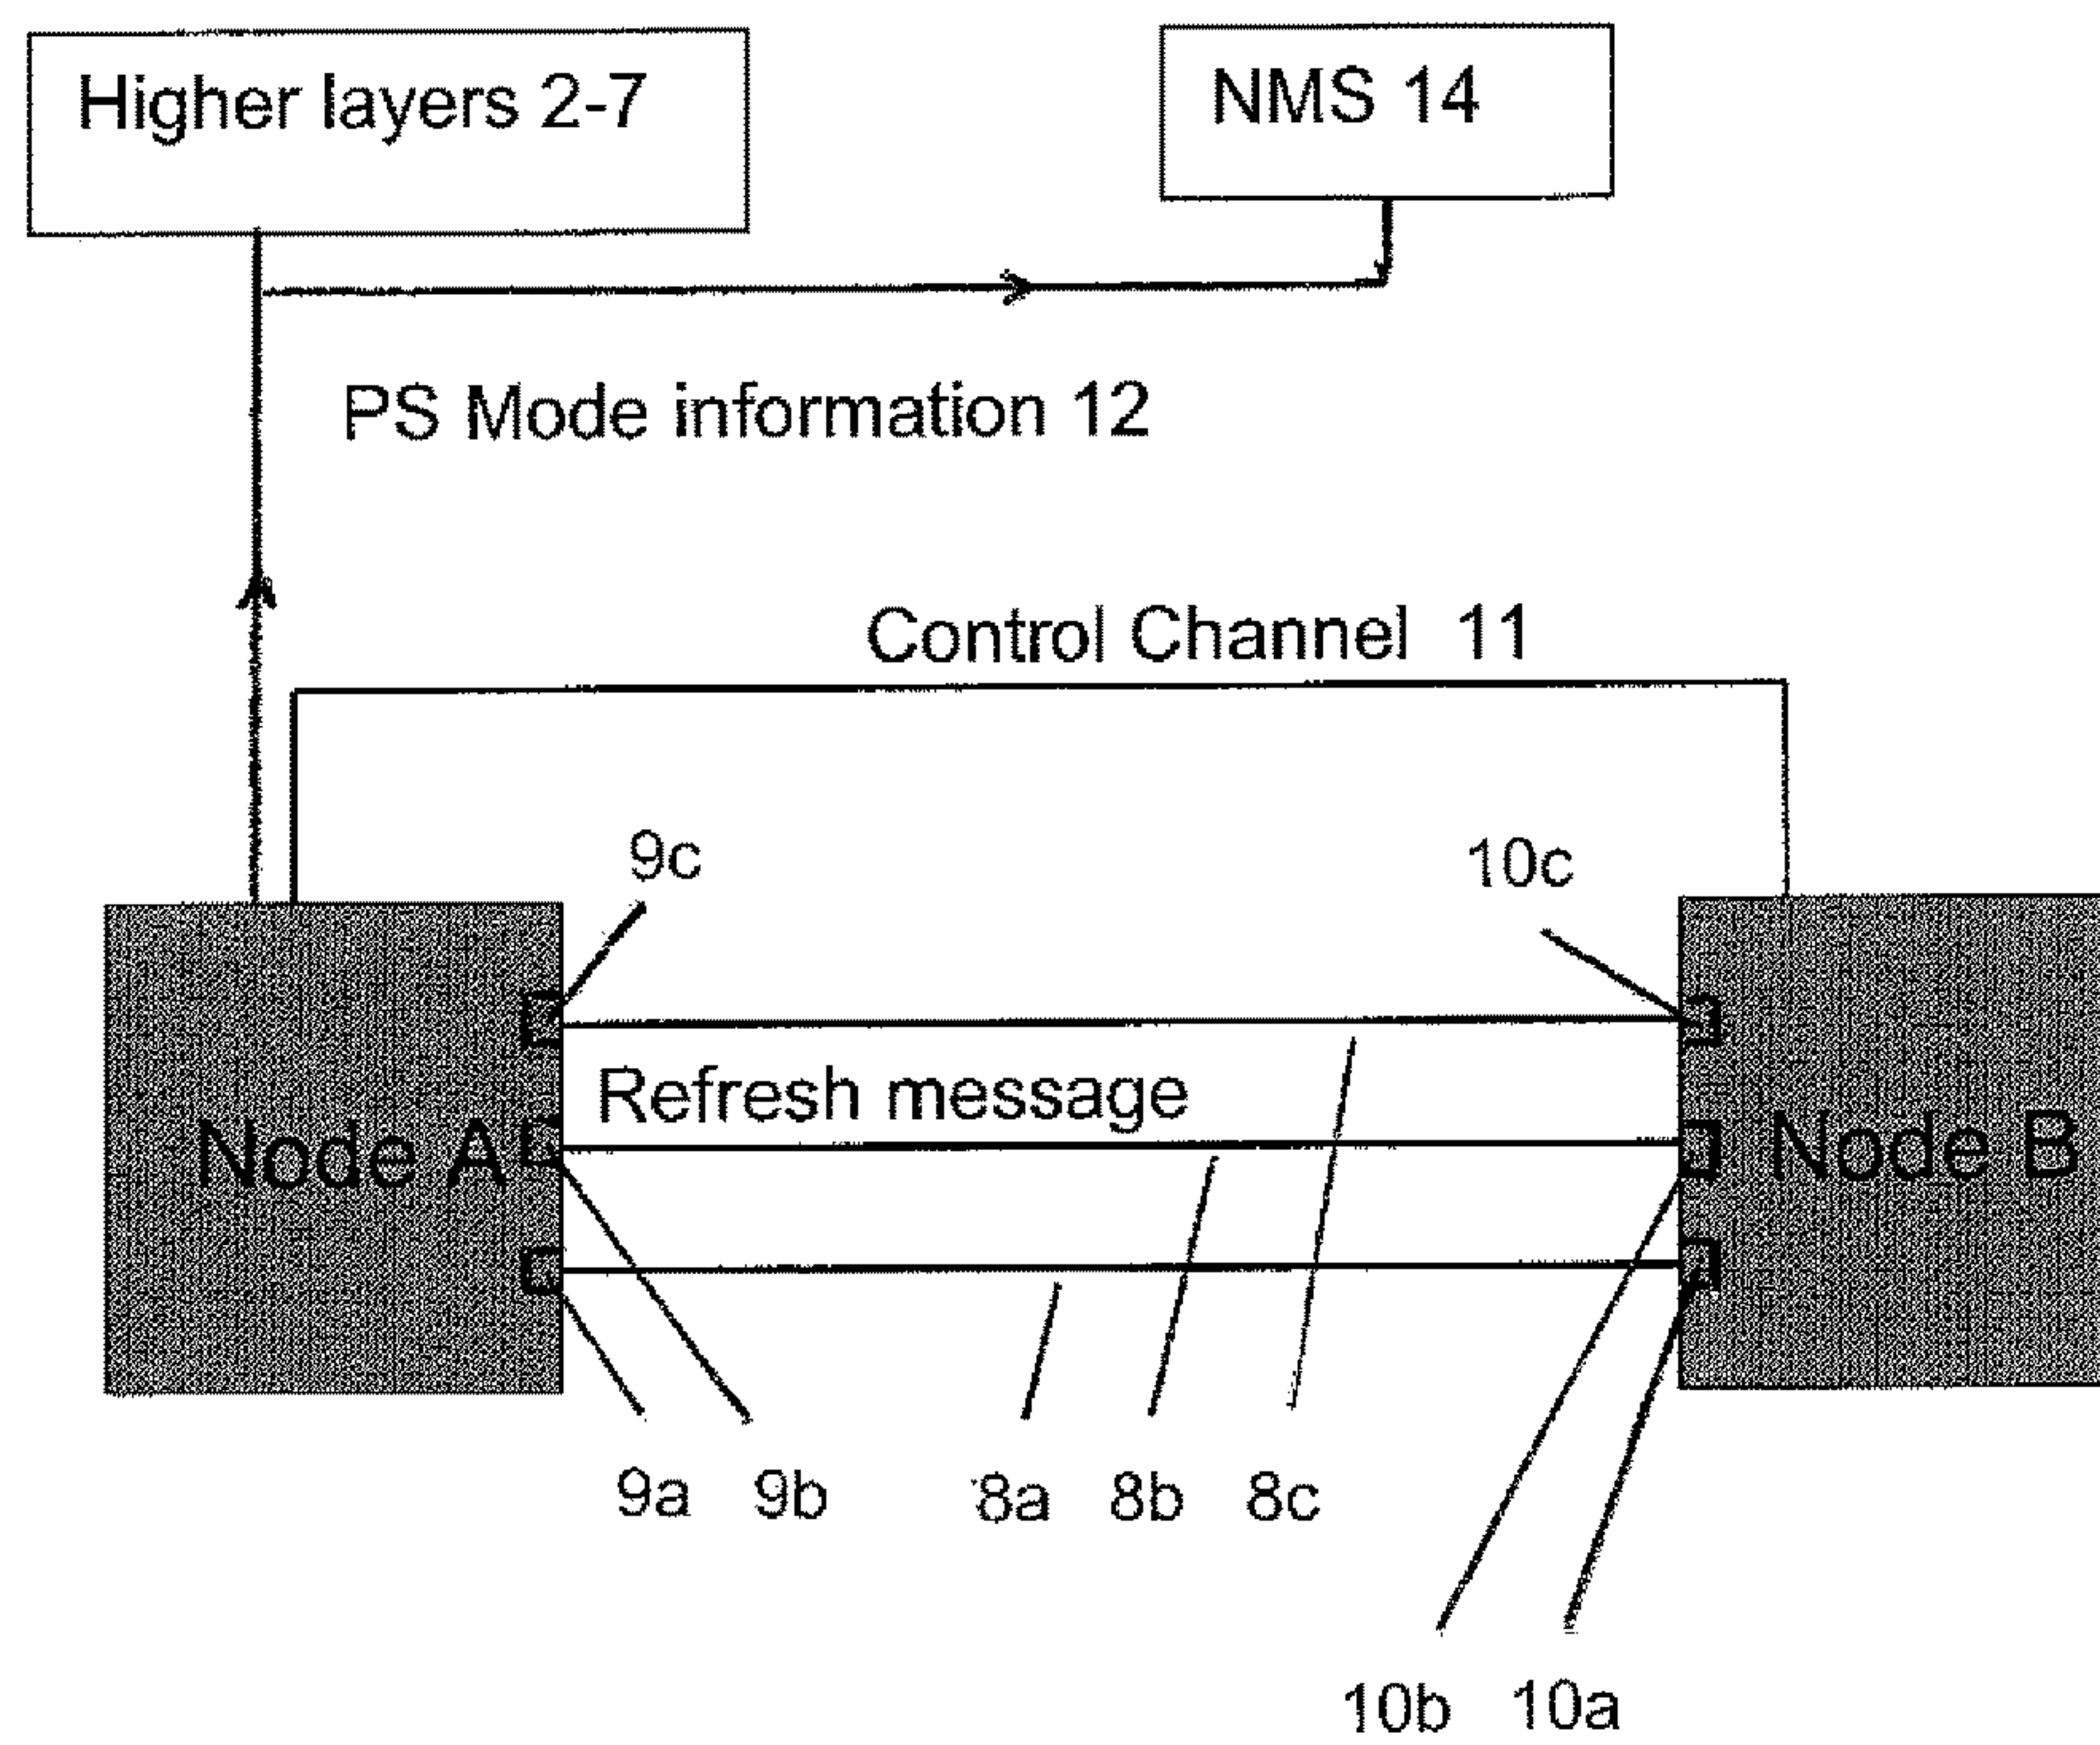 Higher layers 2-7
NMS 14
PS Mode information 12
Control Channel 11
9c
10c
Refresh message
Node A
Node B
9a
9b
8a
8b
8c
10b
10a